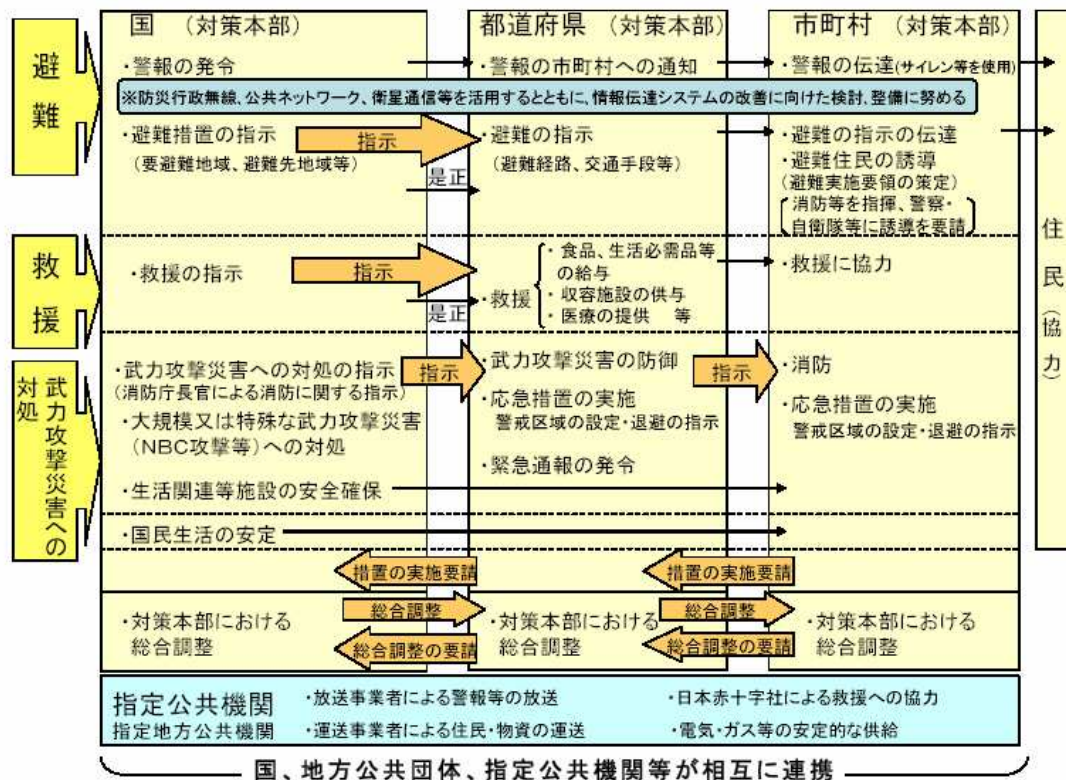 避難
国（対策本部）
都道府県（対策本部）
市町村（対策本部）
・警報の発令
・警報の市町村への通知
・警報の伝達(サイレン等を使用)
※防災行政無線、公共ネットワーク、衛星通信等を活用するとともに、情報伝達システムの改善に向けた検討、整備に努める
・避難措置の指示
(要避難地域、避難先地域等)
指示
是正
・避難の指示
(避難経路、交通手段等)
・避難の指示の伝達
・避難住民の誘導
(避難実施要領の策定)
消防等を指揮、警察・
自衛隊等に誘導を要請
住民（協力）
救援
・救援の指示
指示
是正
・救援
・食品、生活必需品等
の給与
・収容施設の供与
・医療の提供　等
・救援に協力
武力攻撃災害への
対処
・武力攻撃災害への対処の指示
(消防庁長官による消防に関する指示)
・大規模又は特殊な武力攻撃災害
(NBC攻撃等)への対処
指示
・武力攻撃災害の防御
・応急措置の実施
警戒区域の設定・退避の指示
・緊急通報の発令
指示
・消防
・応急措置の実施
警戒区域の設定・退避の指示
・生活関連等施設の安全確保
・国民生活の安定
措置の実施要請
措置の実施要請
・対策本部における
総合調整
総合調整
総合調整の要請
・対策本部における
総合調整
総合調整
総合調整の要請
・対策本部における
総合調整
指定公共機関
指定地方公共機関
・放送事業者による警報等の放送
・日本赤十字社による救援への協力
・運送事業者による住民・物資の運送
・電気・ガス等の安定的な供給
国、地方公共団体、指定公共機関等が相互に連携